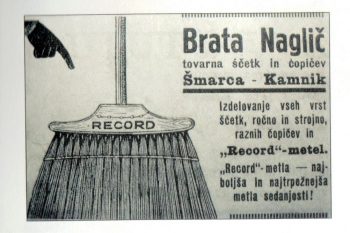 Brata Naglič
tovarna ščetk in čopičev
Šmarca - Kamnik
RECORD
Izdelovanje vseh vrst
ščetk, ročno in strojno,
raznih čopičev in
„Record"-metel.
„Record"-metla — naj-
boljša in najtrpežnejša
metla sedanjosti!